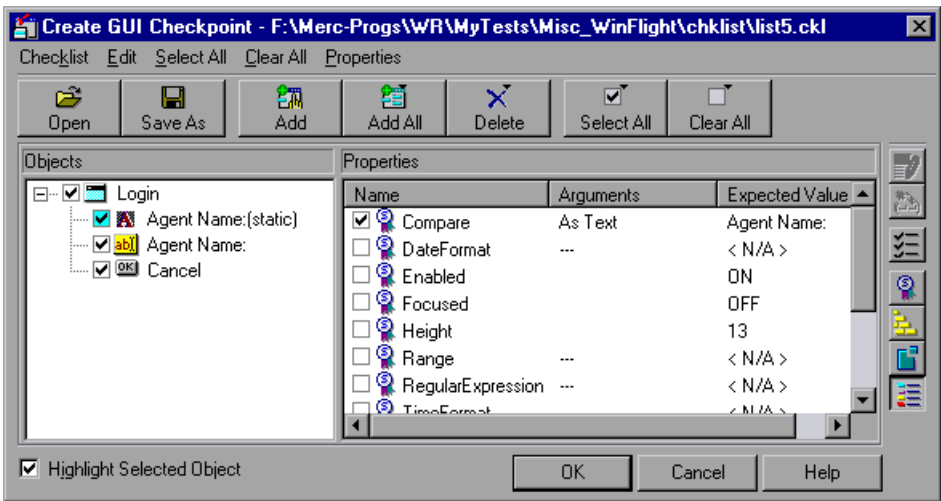 Create GUI Checkpoint - F:\Merc-Progs\WR\MyTests\Misc_WinFlight\chklist\list5.ckl
Checklist Edit Select All Clear All Properties
Open Save As Add Add All Delete Select All Clear All
Objects Properties
Login
Agent Name:(static)
ab Agent Name:
OK Cancel
Name Arguments Expected Value
Compare As Text Agent Name:
DateFormat --- < N/A >
Enabled ON
Focused OFF
Height 13
Range --- < N/A >
RegularExpression --- < N/A >
TimeFormat < N/A >
Highlight Selected Object
OK Cancel Help